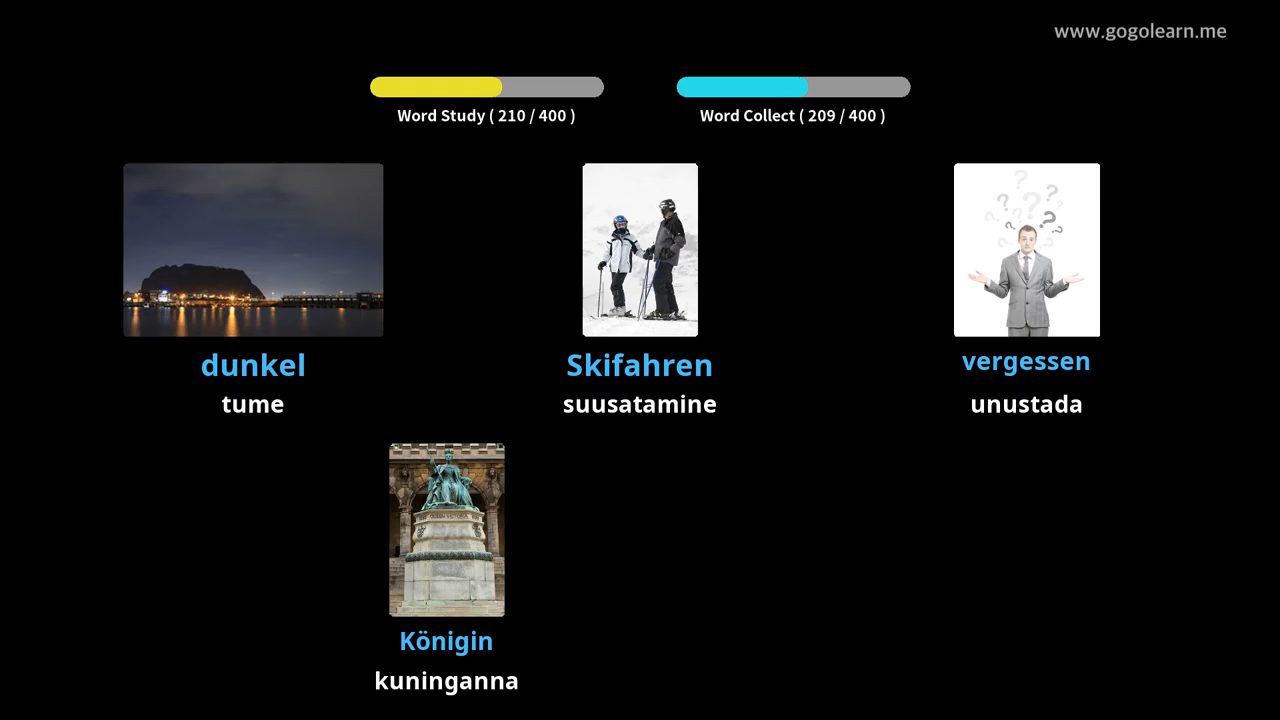 www.gogolearn.me
Word Study ( 210 / 400 )
Word Collect ( 209 / 400 )
dunkel
tume
Skifahren
suusatamine
vergessen
unustada
Königin
kuninganna